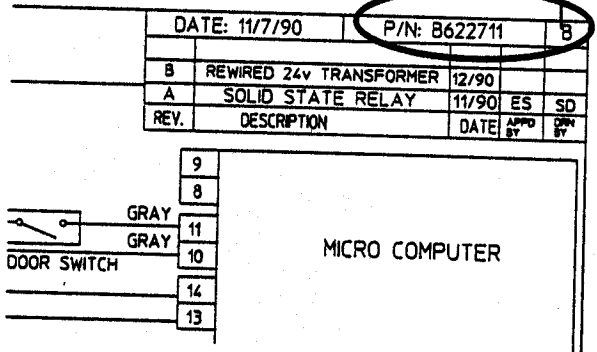 DATE: 11/7/90 P/N: B622711 B
B REWIRED 24v TRANSFORMER 12/90
A SOLID STATE RELAY 11/90 ES SD
REV. DESCRIPTION DATE APPD BY DRN BY
9
8
GRAY 11
GRAY 10
DOOR SWITCH
MICRO COMPUTER
14
13